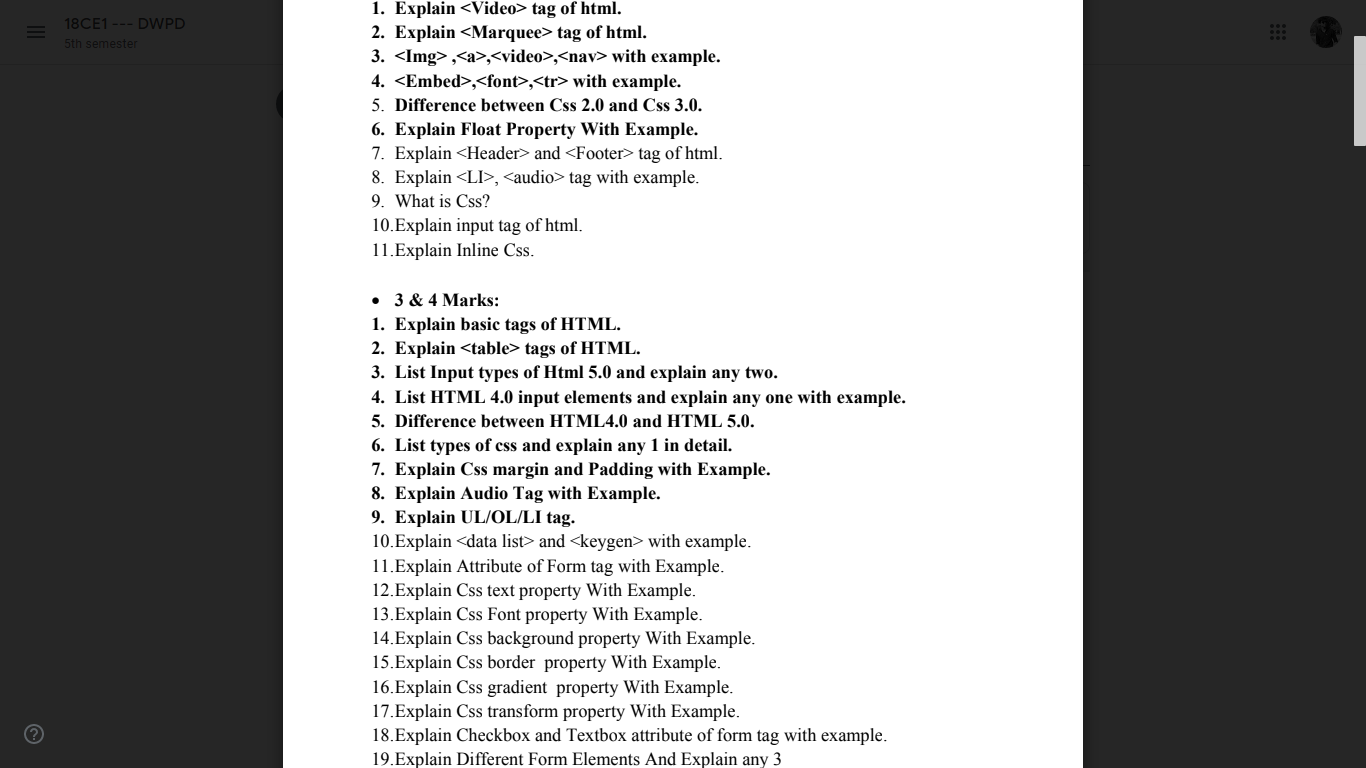 18CE1 --- DWPD
5th semester
1. Explain <Video> tag of html.
2. Explain <Marquee> tag of html.
3. <Img> ,<a>,<video>,<nav> with example.
4. <Embed>,<font>,<tr> with example.
5. Difference between Css 2.0 and Css 3.0.
6. Explain Float Property With Example.
7. Explain <Header> and <Footer> tag of html.
8. Explain <LI>, <audio> tag with example.
9. What is Css?
10.Explain input tag of html.
11.Explain Inline Css.
• 3 & 4 Marks:
1. Explain basic tags of HTML.
2. Explain <table> tags of HTML.
3. List Input types of Html 5.0 and explain any two.
4. List HTML 4.0 input elements and explain any one with example.
5. Difference between HTML4.0 and HTML 5.0.
6. List types of css and explain any 1 in detail.
7. Explain Css margin and Padding with Example.
8. Explain Audio Tag with Example.
9. Explain UL/OL/LI tag.
10.Explain <data list> and <keygen> with example.
11.Explain Attribute of Form tag with Example.
12.Explain Css text property With Example.
13.Explain Css Font property With Example.
14.Explain Css background property With Example.
15.Explain Css border  property With Example.
16.Explain Css gradient  property With Example.
17.Explain Css transform property With Example.
18.Explain Checkbox and Textbox attribute of form tag with example.
19.Explain Different Form Elements And Explain any 3